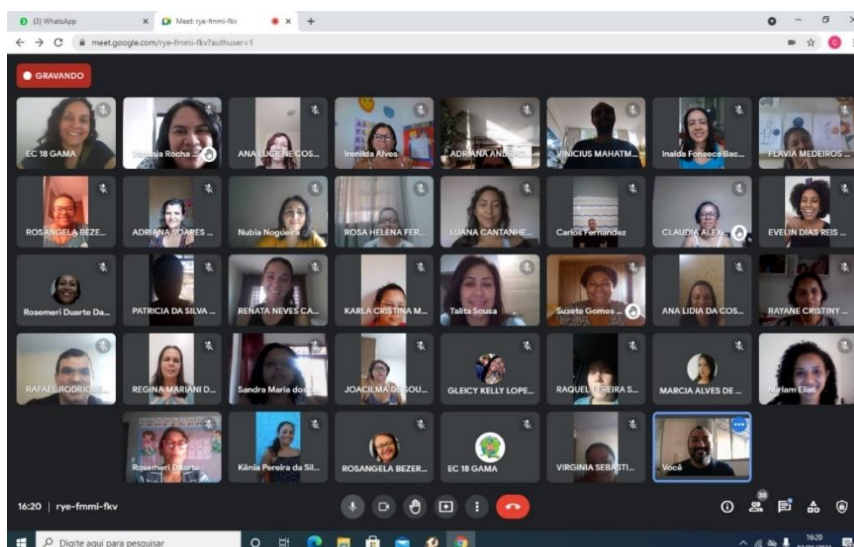 (3) WhatsApp
Meet: rye-fmmi-fkv
meet.google.com/rye-fmmi-fkv?authuser=1
GRAVANDO
EC 18 GAMA
Rocha
ANA LUCIENE COS...
Irenilda Alves
ADRIANA
VINICIUS MAHATM...
Inalda Fonseca Bac...
FLAVIA MEDEIROS ...
ROSANGELA BEZE...
ADRIANA SOARES ...
Nubia Nogueira
ROSA HELENA FER...
LUANA CANTANHE...
Carlos Fernandez
CLAUDIA ALEX
EVELIN DIAS REIS ...
Rosemeri Duarte Da...
PATRICIA DA SILVA ...
RENATA NEVES CA...
KARLA CRISTINA M...
Talita Sousa
Suzete Gomes
ANA LIDIA DA COS...
RAYANE CRISTINY ...
RAFAEL RODRIGUE...
REGINA MARIANI D...
Sandra Maria dos
JOACILMA DE SOU...
GLEICY KELLY LOPE...
RAQUEL PEREIRA S...
MARCIA ALVES DE ...
Miriam Elias
Rosemeri Duarte
Kênia Pereira da Sil...
ROSANGELA BEZER...
EC 18 GAMA
VIRGINIA SEBASTI...
Você
16:20 | rye-fmmi-fkv
38
Digite aqui para pesquisar
16:20